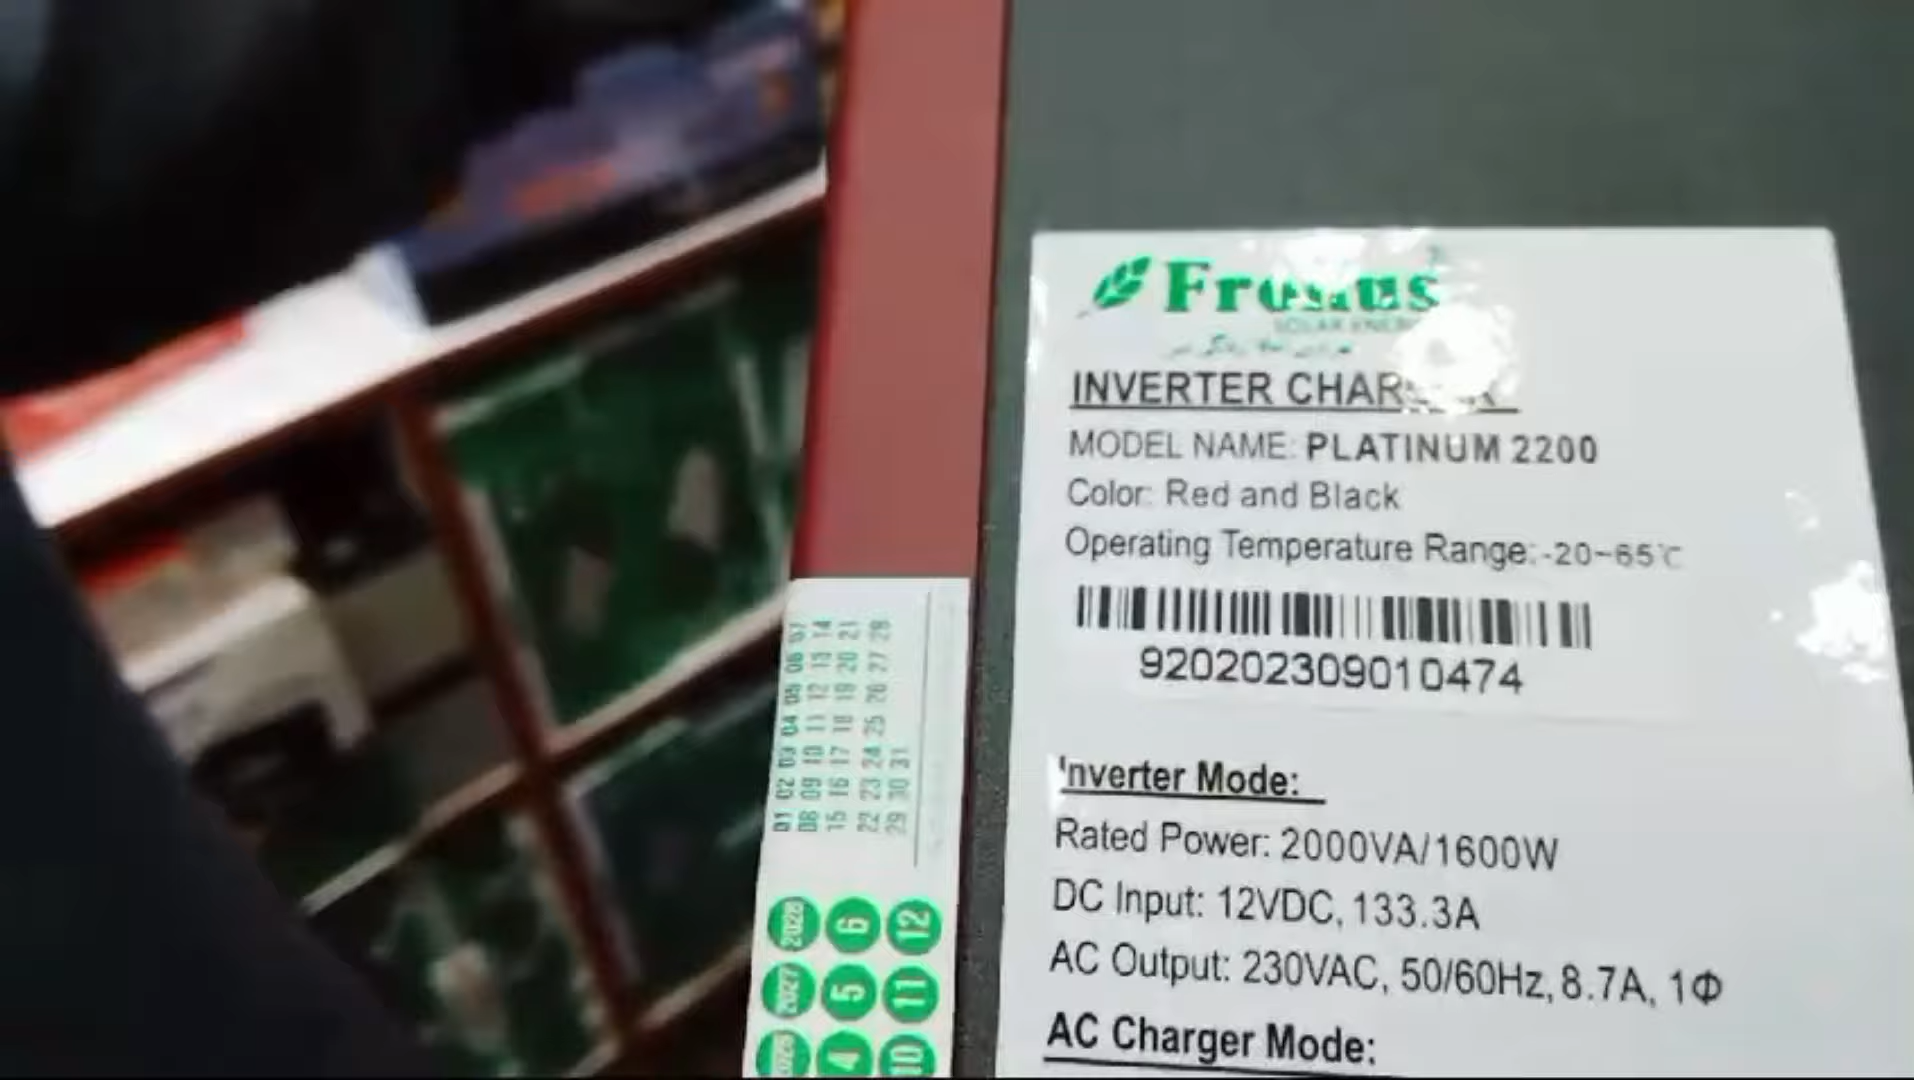 Fronus
SOLAR ENERGY
INVERTER CHARGER
MODEL NAME: PLATINUM 2200
Color: Red and Black
Operating Temperature Range: -20~65℃
920202309010474
Inverter Mode:
Rated Power: 2000VA/1600W
DC Input: 12VDC, 133.3A
AC Output: 230VAC, 50/60Hz, 8.7A, 1Φ
AC Charger Mode:
01 02 03 04 05 06 07
08 09 10 11 12 13 14
15 16 17 18 19 20 21
22 23 24 25 26 27 28
29 30 31
2028 2027
6 5 4
12 11 10